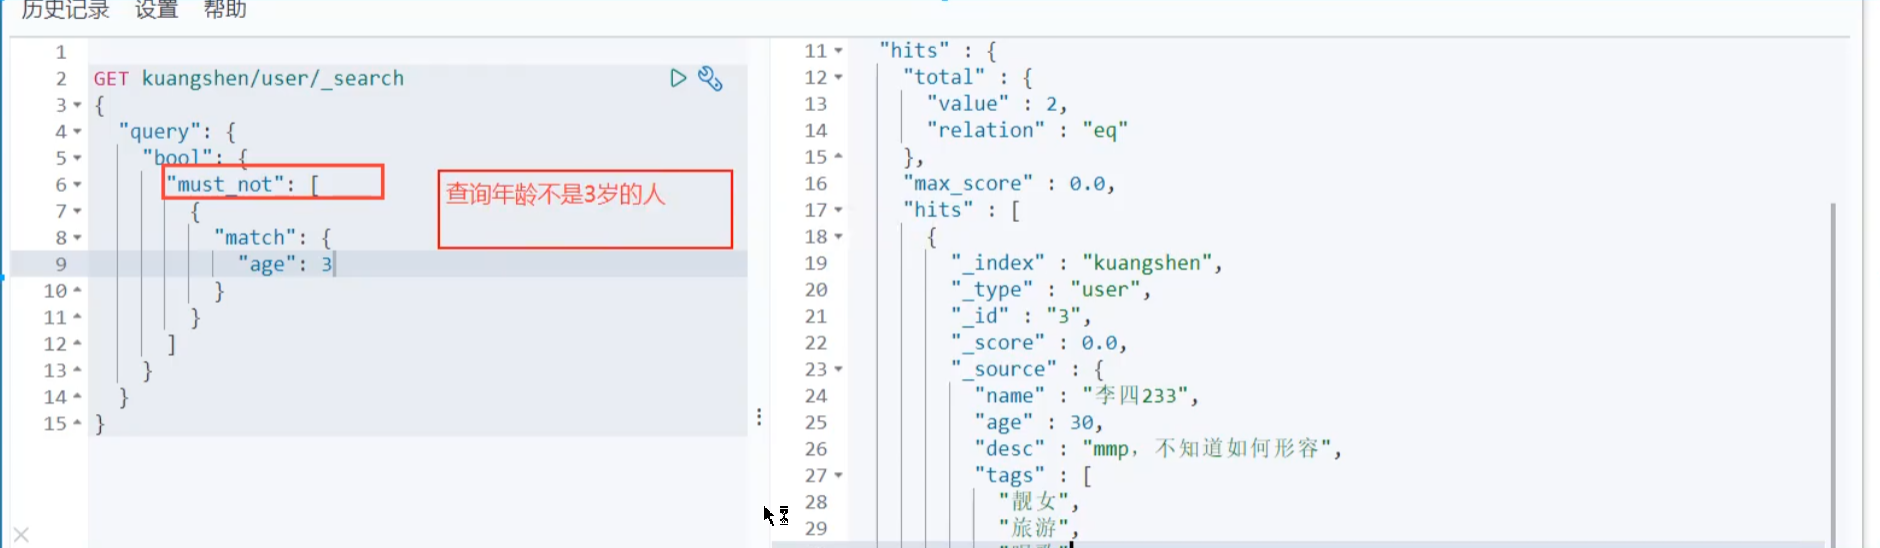 历史记录 设置 帮助
1
2 GET kuangshen/user/_search
3 {
4 "query": {
5 "bool": {
6 "must_not": [
7 {
8 "match": {
9 "age": 3
10 }
11 }
12 ]
13 }
14 }
15 }
查询年龄不是3岁的人
11 "hits" : {
12 "total" : {
13 "value" : 2,
14 "relation" : "eq"
15 },
16 "max_score" : 0.0,
17 "hits" : [
18 {
19 "_index" : "kuangshen",
20 "_type" : "user",
21 "_id" : "3",
22 "_score" : 0.0,
23 "_source" : {
24 "name" : "李四233",
25 "age" : 30,
26 "desc" : "mmp，不知道如何形容",
27 "tags" : [
28 "靓女",
29 "旅游",